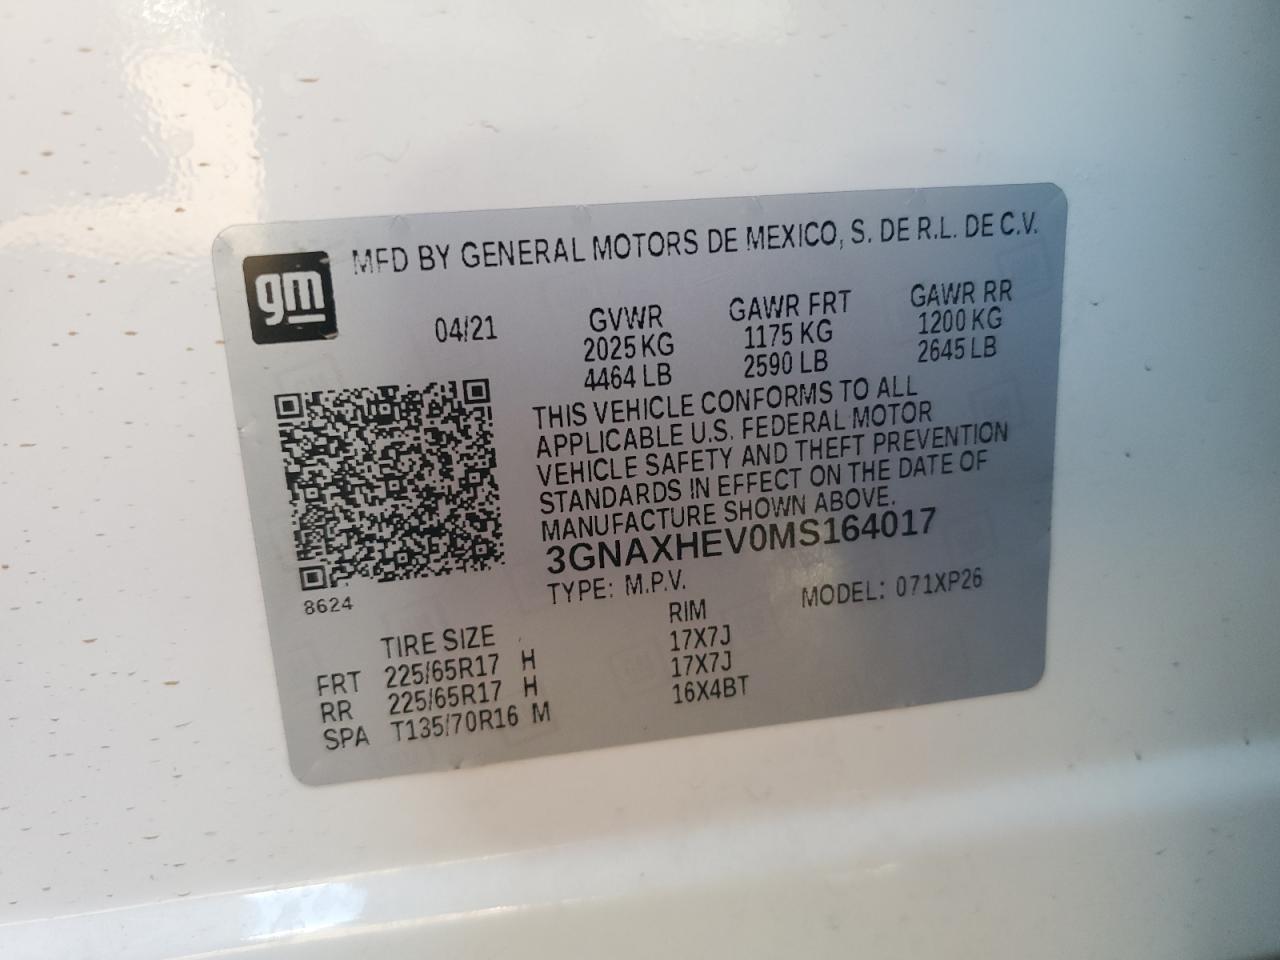 gm
MFD BY GENERAL MOTORS DE MEXICO, S. DE R.L. DE C.V.
04/21
GVWR
2025 KG
4464 LB
GAWR FRT
1175 KG
2590 LB
GAWR RR
1200 KG
2645 LB
THIS VEHICLE CONFORMS TO ALL
APPLICABLE U.S. FEDERAL MOTOR
VEHICLE SAFETY AND THEFT PREVENTION
STANDARDS IN EFFECT ON THE DATE OF
MANUFACTURE SHOWN ABOVE.
3GNAXHEV0MS164017
TYPE: M.P.V. MODEL: 071XP26
8624
TIRE SIZE RIM
FRT 225/65R17 H 17X7J
RR 225/65R17 H 17X7J
SPA T135/70R16 M 16X4BT